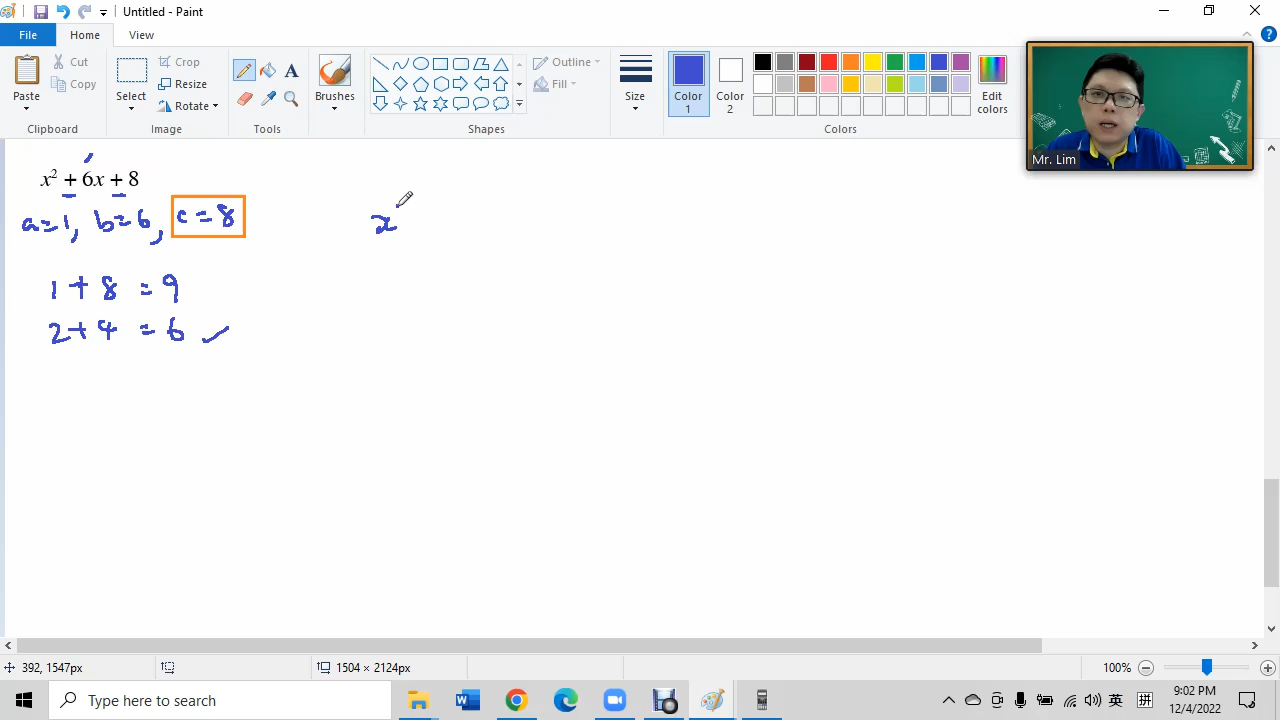 Untitled - Paint
File Home View
Paste Cut Copy Clipboard
Select Crop Resize Rotate Image
Tools
Brushes
Shapes
Outline Fill
Size
Color 1 Color 2 Edit colors
Colors
Mr. Lim
x² + 6x + 8
a=1, b=6, c=8
x
1+8 =9
2+4 =6 ✓
392, 1547px 1504 × 2124px 100%
Type here to search
英 拼 9:02 PM
12/4/2022